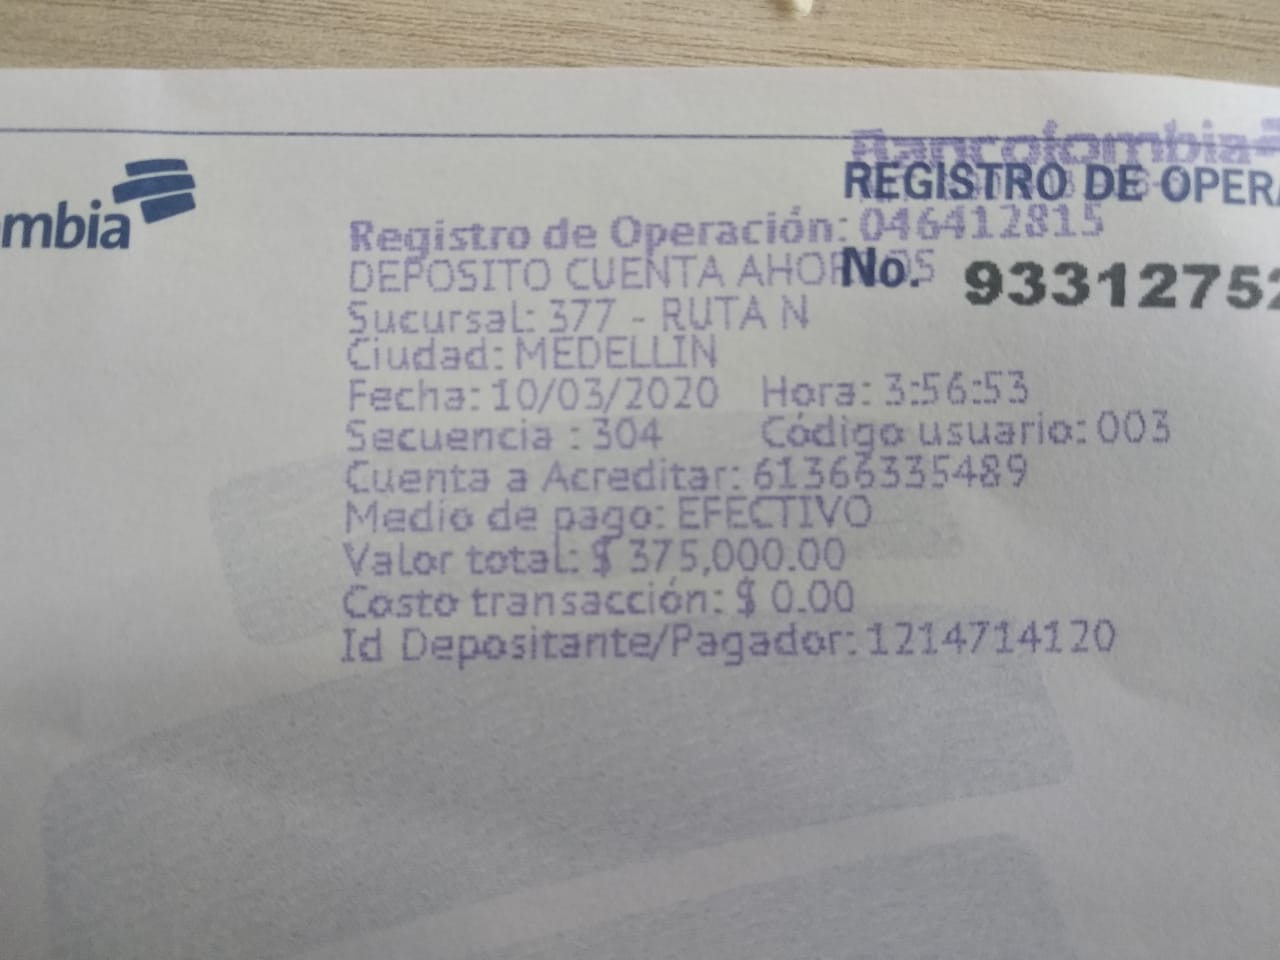 Bancolombia
mbia
REGISTRO DE OPERA
Registro de Operación: 046412815
DEPOSITO CUENTA AHORROS
No. 9331275
Sucursal: 377 - RUTA N
Ciudad: MEDELLIN
Fecha: 10/03/2020 Hora: 3:56:53
Secuencia : 304 Código usuario: 003
Cuenta a Acreditar: 61366335489
Medio de pago: EFECTIVO
Valor total: $ 375,000.00
Costo transacción: $ 0.00
Id Depositante/Pagador: 1214714120